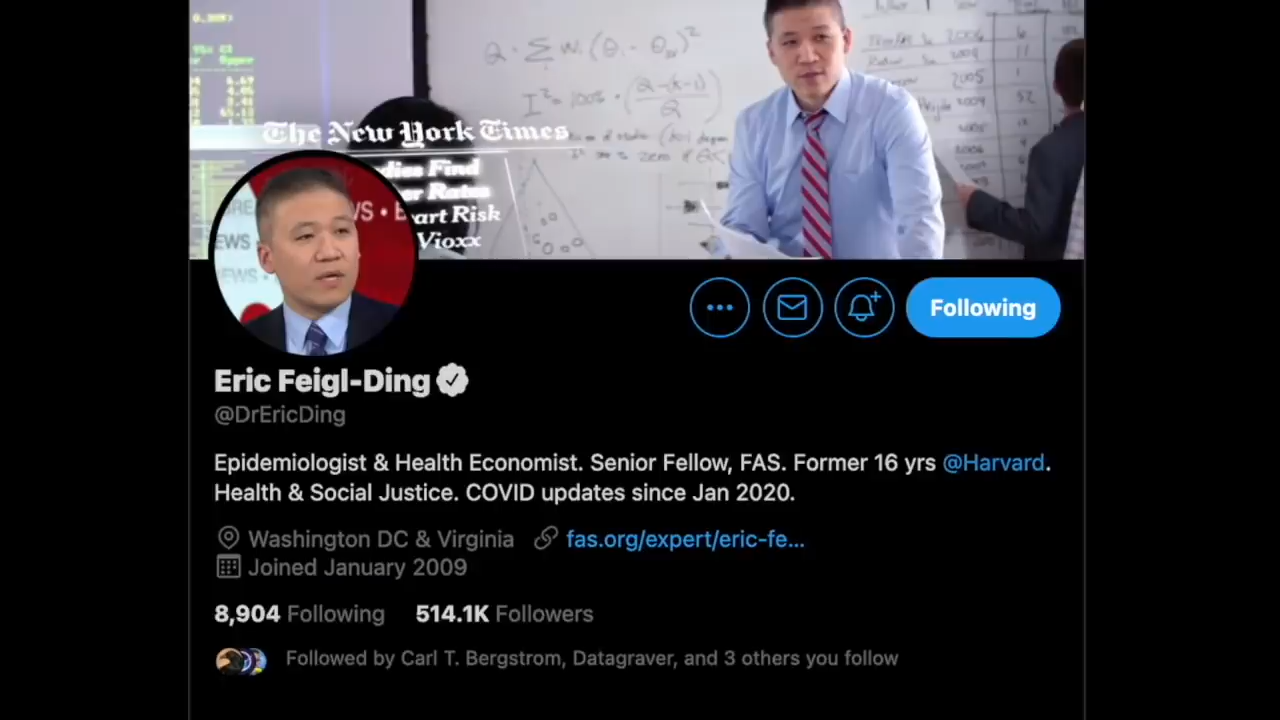 The New York Times
dies Find
er Rates
art Risk
Vioxx
Eric Feigl-Ding
@DrEricDing
Following
Epidemiologist & Health Economist. Senior Fellow, FAS. Former 16 yrs @Harvard.
Health & Social Justice. COVID updates since Jan 2020.
Washington DC & Virginia fas.org/expert/eric-fe...
Joined January 2009
8,904 Following 514.1K Followers
Followed by Carl T. Bergstrom, Datagraver, and 3 others you follow